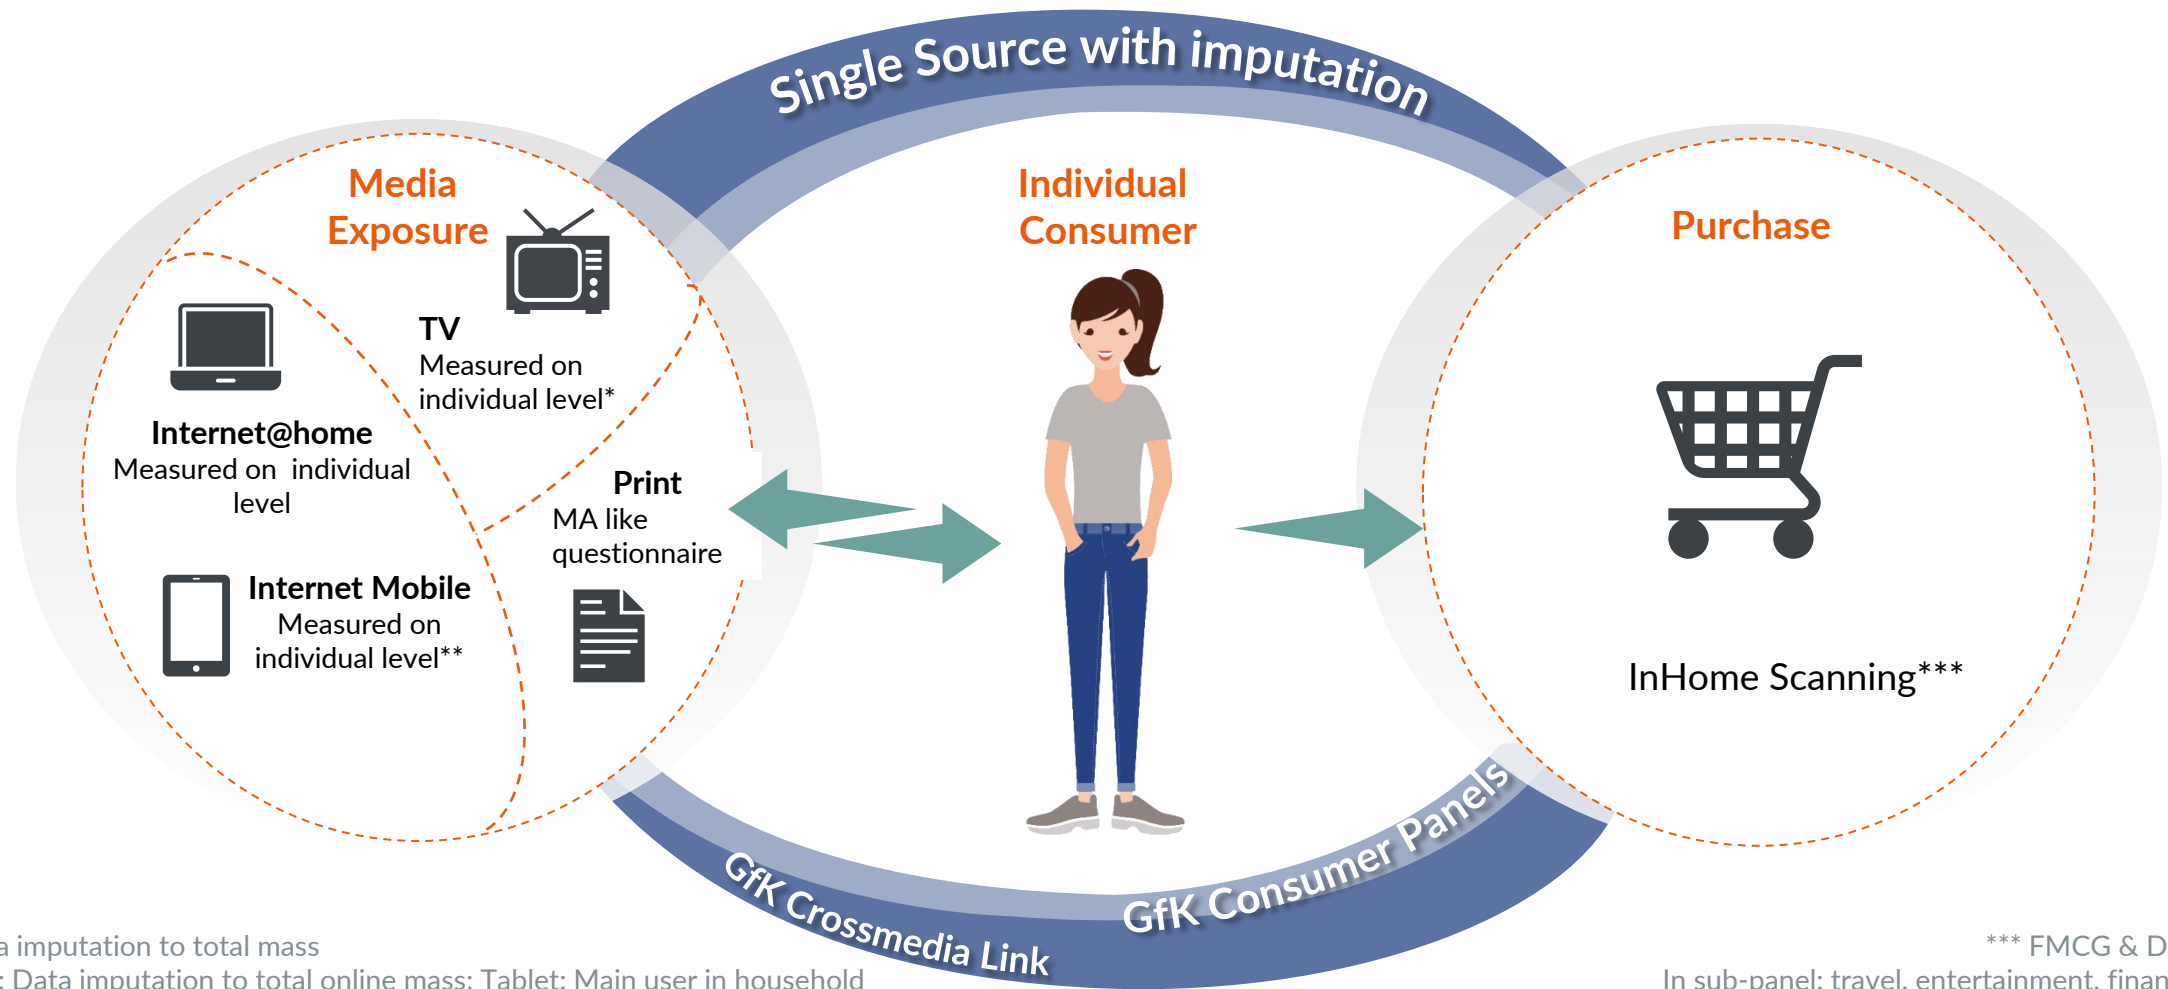 Single Source with imputation
Media
Exposure
TV
Measured on
individual level*
Internet@home
Measured on individual
level
Print
MA like
questionnaire
Internet Mobile
Measured on
individual level**
Individual
Consumer
Purchase
InHome Scanning***
GfK Crossmedia Link
GfK Consumer Panels
a imputation to total mass
: Data imputation to total online mass; Tablet: Main user in household
*** FMCG & D
In sub-panel: travel, entertainment, finan